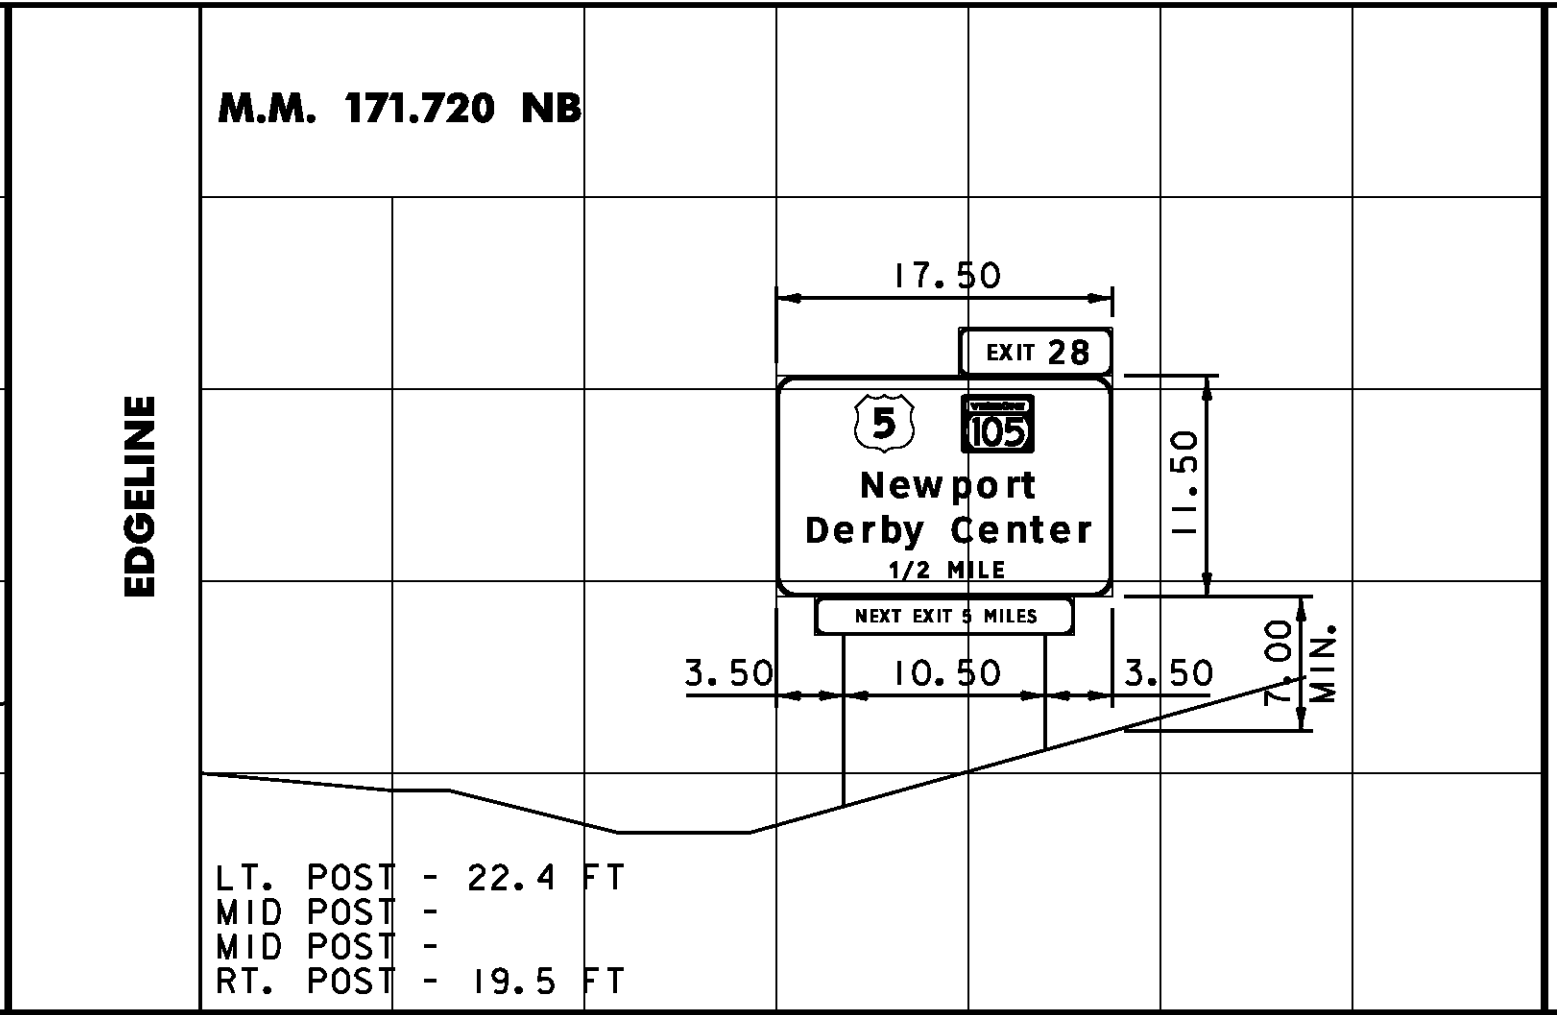 M.M. 171.720 NB
EDGELINE
17.50
EXIT 28
5
105
Newport
Derby Center
1/2 MILE
11.50
NEXT EXIT 5 MILES
3.50
10.50
3.50
7.00
MIN.
LT. POST - 22.4 FT
MID POST -
MID POST -
RT. POST - 19.5 FT